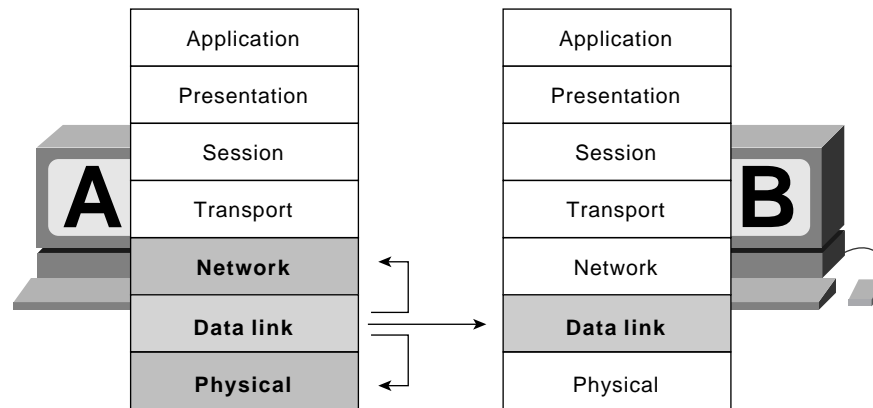 Application
Presentation
Session
Transport
Network
Data link
Physical
A
Application
Presentation
Session
Transport
Network
Data link
Physical
B